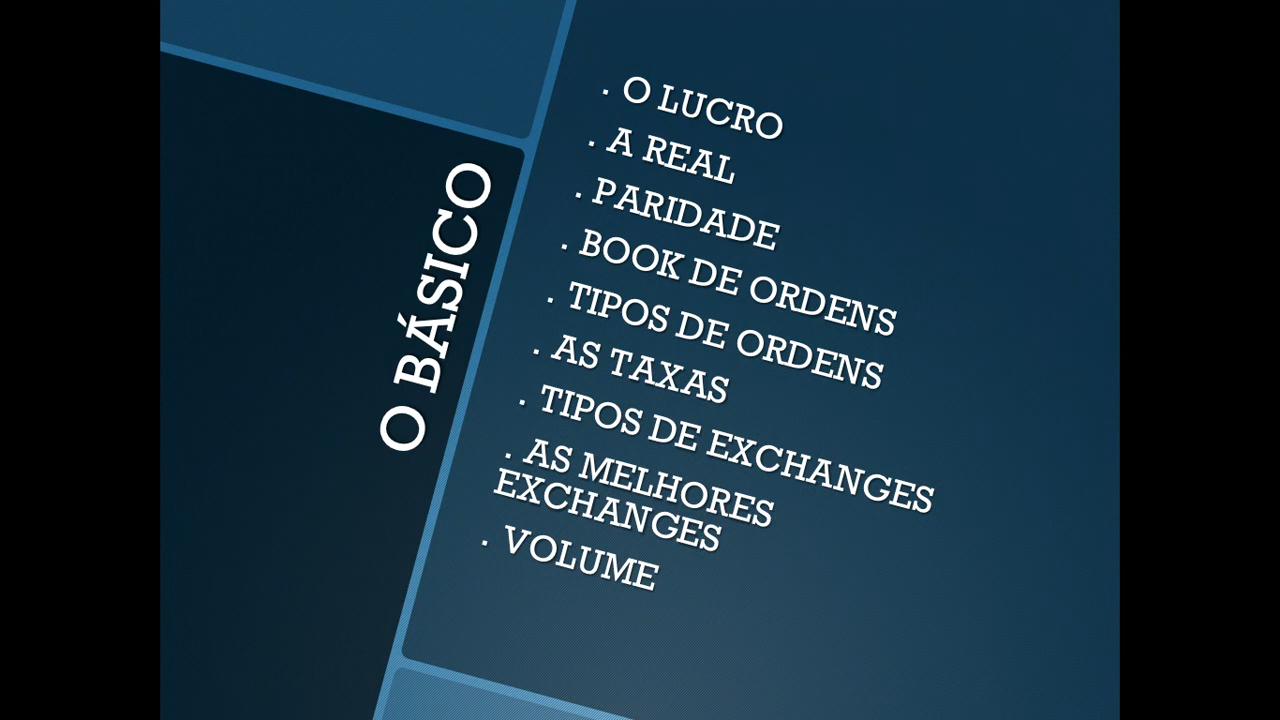 O BÁSICO
. O LUCRO
. A REAL
. PARIDADE
. BOOK DE ORDENS
. TIPOS DE ORDENS
. AS TAXAS
. TIPOS DE EXCHANGES
. AS MELHORES
EXCHANGES
. VOLUME